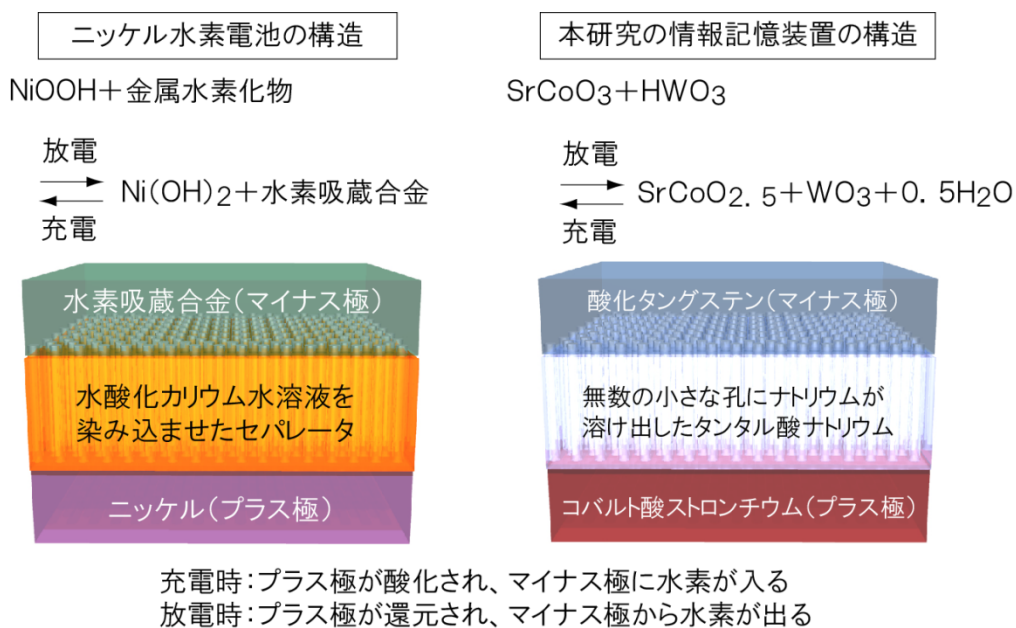 ニッケル水素電池の構造
NiOOH＋金属水素化物
放電
Ni(OH)2＋水素吸蔵合金
充電
水素吸蔵合金（マイナス極）
水酸化カリウム水溶液を
染み込ませたセパレータ
ニッケル（プラス極）
本研究の情報記憶装置の構造
SrCoO3＋HWO3
放電
SrCoO2.5＋WO3＋0.5H2O
充電
酸化タングステン（マイナス極）
無数の小さな孔にナトリウムが
溶け出したタンタル酸ナトリウム
コバルト酸ストロンチウム（プラス極）
充電時：プラス極が酸化され、マイナス極に水素が入る
放電時：プラス極が還元され、マイナス極から水素が出る